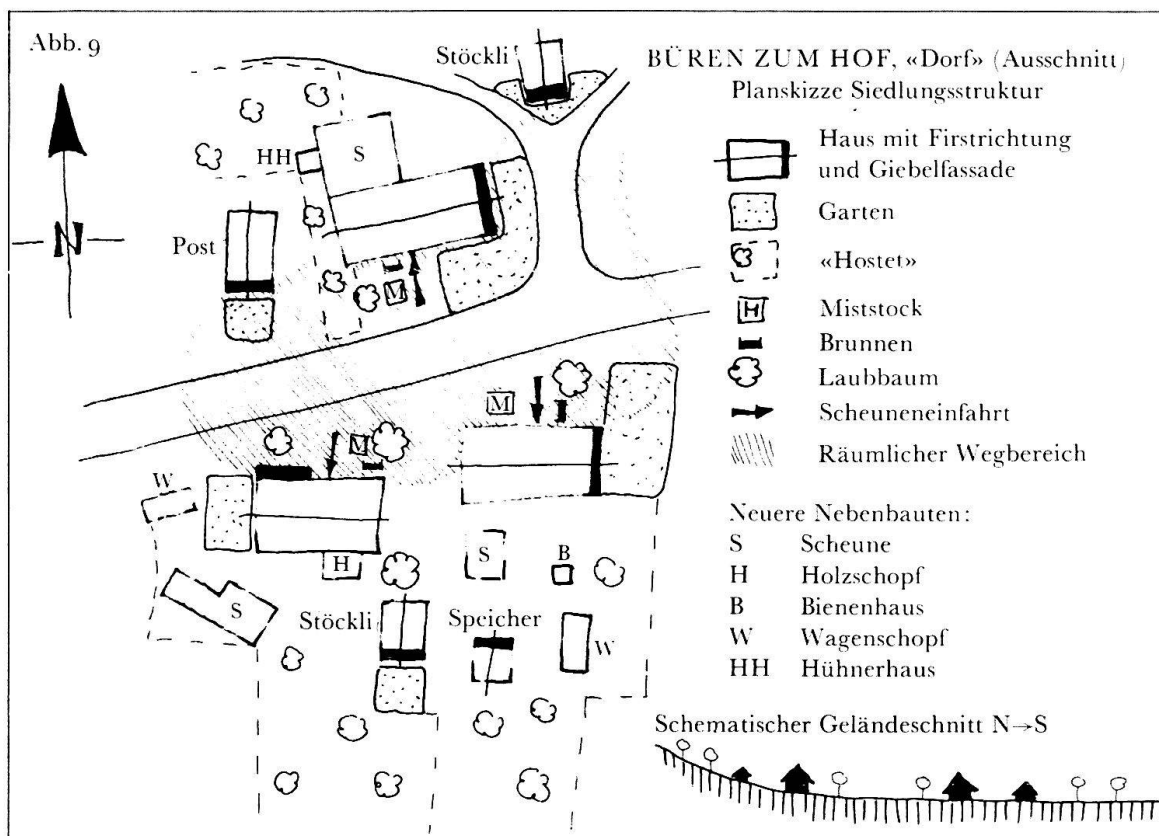 Abb. 9
Stöckli
BÜREN ZUM HOF, «Dorf» (Ausschnitt)
Planskizze Siedlungsstruktur
Haus mit Firstrichtung
und Giebelfassade
Garten
«Hostet»
H Miststock
Brunnen
Laubbaum
Scheuneneinfahrt
Räumlicher Wegbereich
Neuere Nebenbauten:
S Scheune
H Holzschopf
B Bienenhaus
W Wagenschopf
HH Hühnerhaus
Schematischer Geländeschnitt N→S
N
HH
S
Post
M
M
M
W
H
S
B
S
Stöckli
Speicher
W